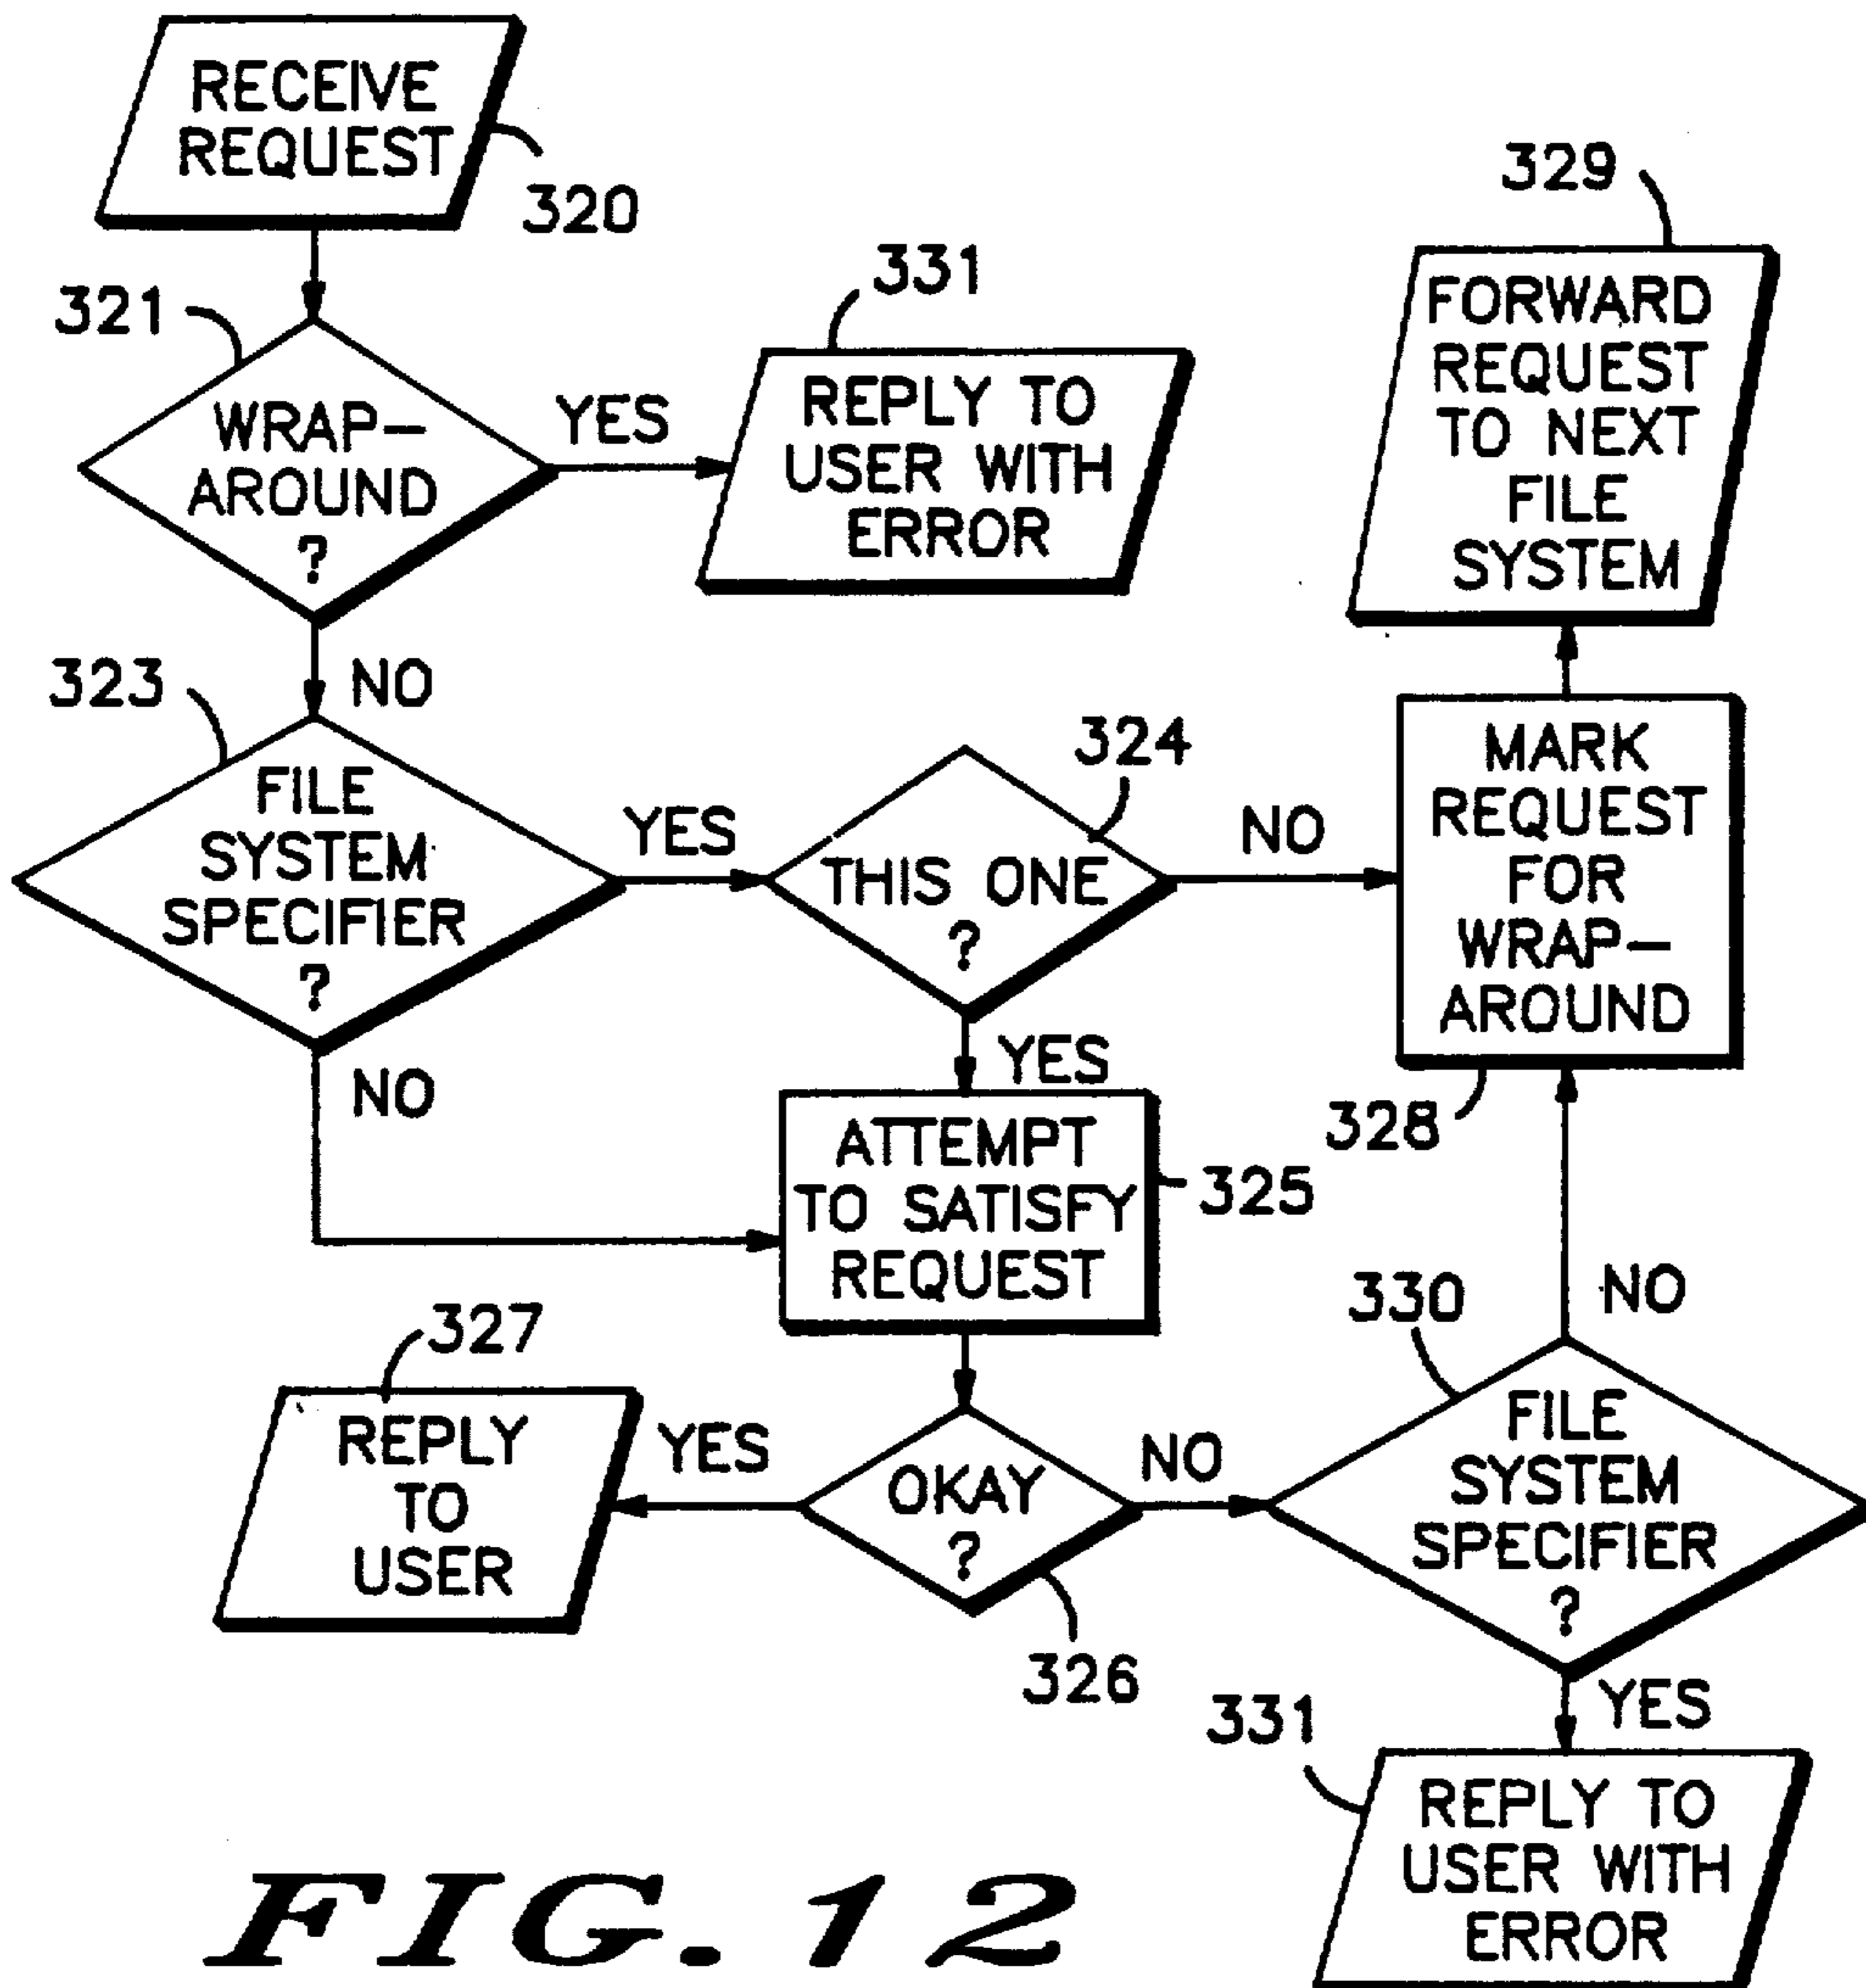 RECEIVE
REQUEST
320
321
WRAP-
AROUND
?
YES
331
REPLY TO
USER WITH
ERROR
329
FORWARD
REQUEST
TO NEXT
FILE
SYSTEM
NO
323
FILE
SYSTEM
SPECIFIER
?
YES
324
THIS ONE
?
NO
MARK
REQUEST
FOR
WRAP-
AROUND
328
NO
YES
ATTEMPT
TO SATISFY
REQUEST
325
327
REPLY
TO
USER
YES
OKAY
?
NO
326
330
NO
FILE
SYSTEM
SPECIFIER
?
YES
331
REPLY TO
USER WITH
ERROR
FIG. 12